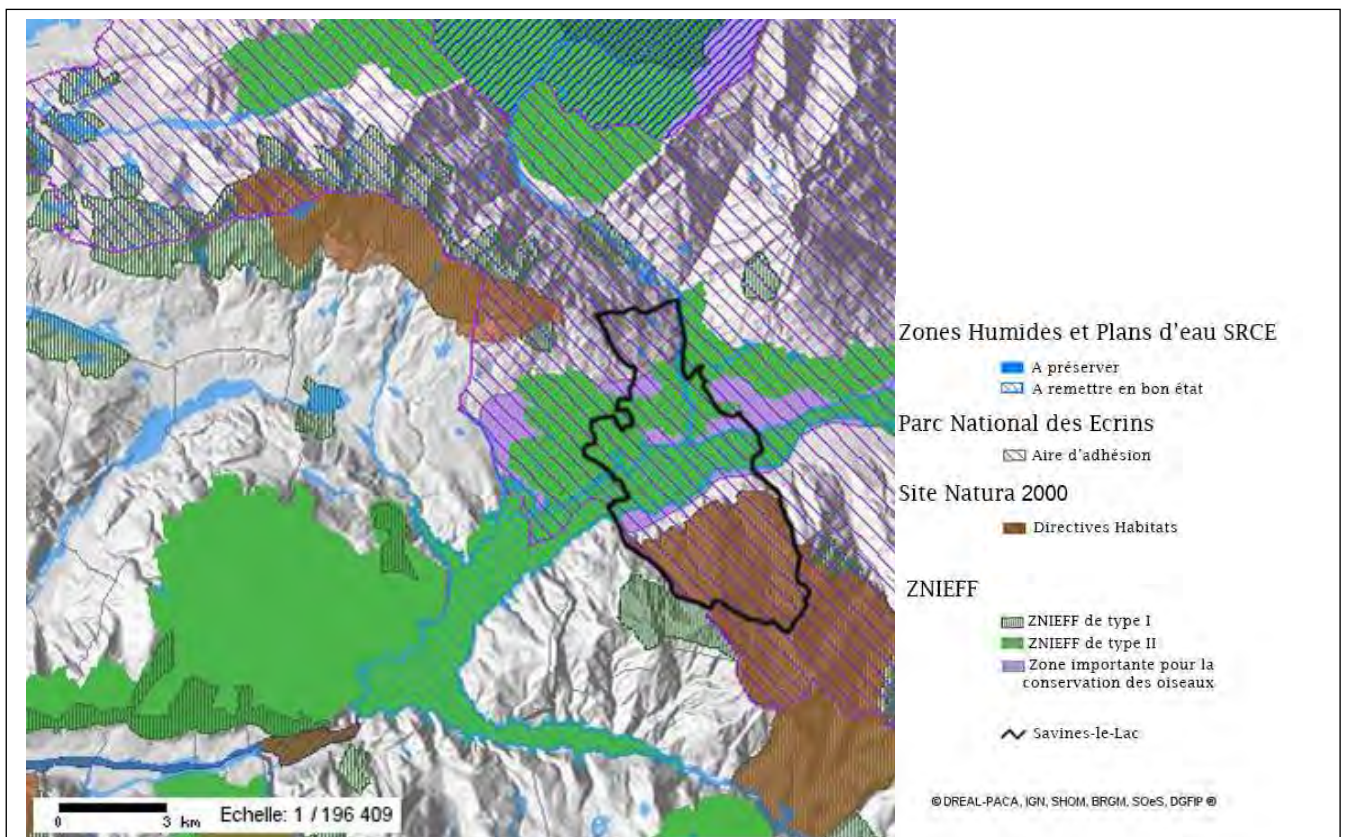 Zones Humides et Plans d'eau SRCE
A préserver
A remettre en bon état
Parc National des Ecrins
Aire d'adhésion
Site Natura 2000
Directives Habitats
ZNIEFF
ZNIEFF de type I
ZNIEFF de type II
Zone importante pour la
conservation des oiseaux
Savines-le-Lac
© DREAL-PACA, IGN, SHOM, BRGM, SOeS, DGFIP ®
0 3 km Echelle: 1 / 196 409